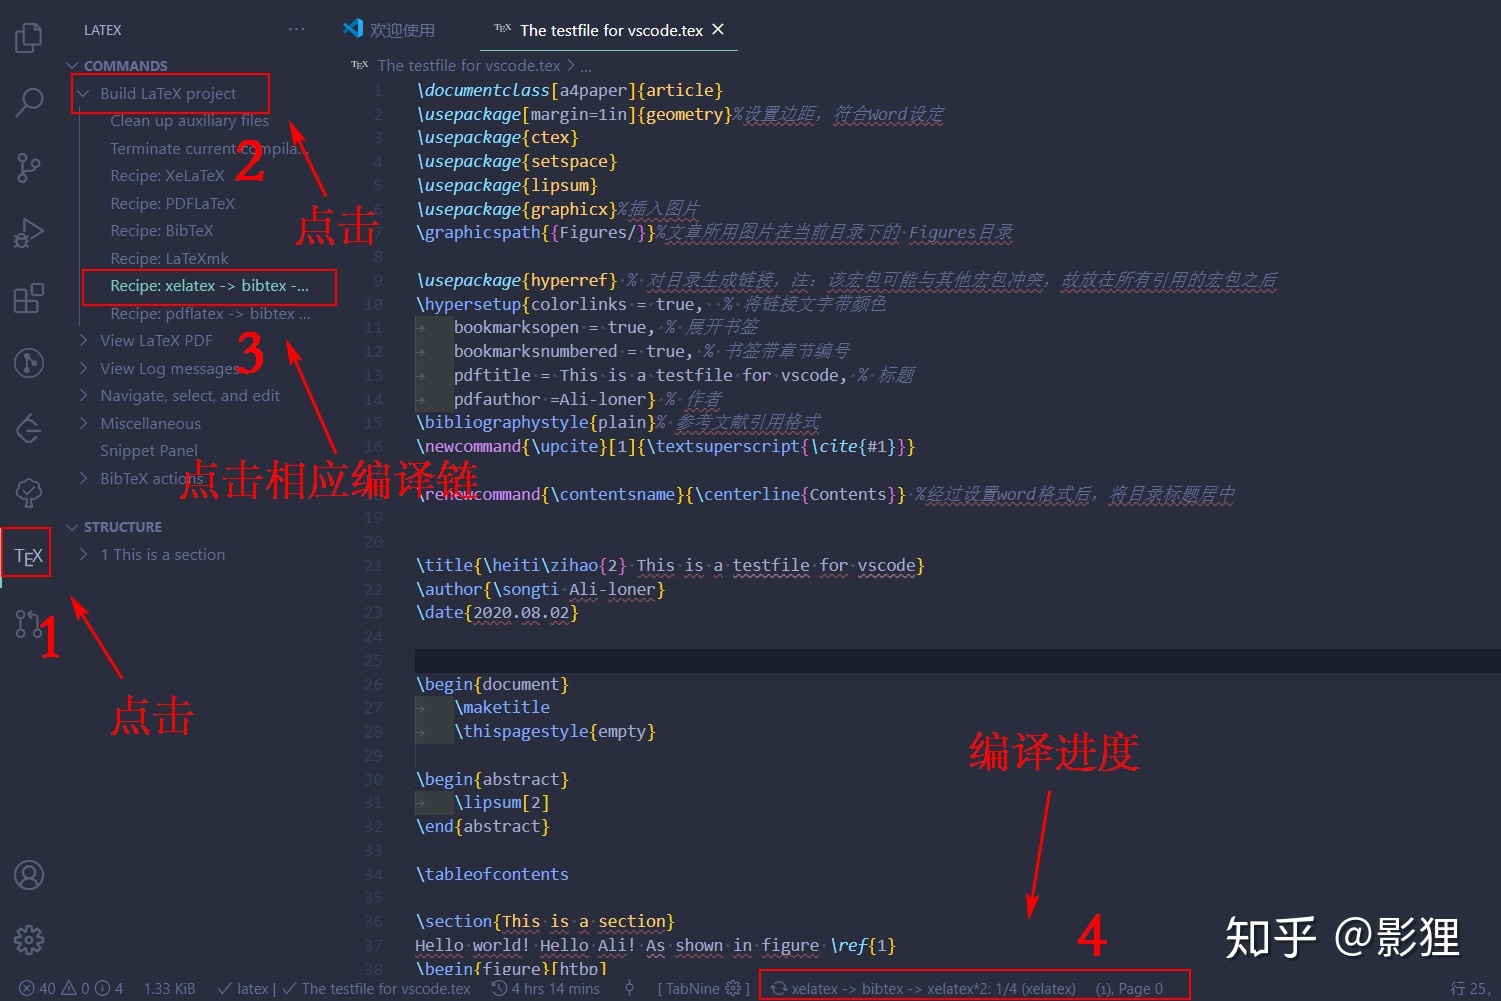 LATEX
欢迎使用
TEX The testfile for vscode.tex
COMMANDS
TEX The testfile for vscode.tex > ...
Build LaTeX project
Clean up auxiliary files
Terminate current compila...
Recipe: XeLaTeX
Recipe: PDFLaTeX
Recipe: BibTeX
Recipe: LaTeXmk
Recipe: xelatex -> bibtex -...
Recipe: pdflatex -> bibtex ...
View LaTeX PDF
View Log messages
Navigate, select, and edit
Miscellaneous
Snippet Panel
BibTeX actions
STRUCTURE
1 This is a section
TEX
1
点击
2
点击
3
点击相应编译链
1 \documentclass[a4paper]{article}
2 \usepackage[margin=1in]{geometry}%设置边距，符合Word设定
3 \usepackage{ctex}
4 \usepackage{setspace}
5 \usepackage{lipsum}
6 \usepackage{graphicx}%插入图片
7 \graphicspath{{Figures/}}%文章所用图片在当前目录下的 Figures目录
8
9 \usepackage{hyperref} % 对目录生成链接，注：该宏包可能与其他宏包冲突，故放在所有引用的宏包之后
10 \hypersetup{colorlinks = true,  % 将链接文字带颜色
11 bookmarksopen = true, % 展开书签
12 bookmarksnumbered = true, % 书签带章节编号
13 pdftitle = This is a testfile for vscode, % 标题
14 pdfauthor =Ali-loner} % 作者
15 \bibliographystyle{plain}% 参考文献引用格式
16 \newcommand{\upcite}[1]{\textsuperscript{\cite{#1}}}
\renewcommand{\contentsname}{\centerline{Contents}} %经过设置word格式后，将目录标题居中
19
20
21 \title{\heiti\zihao{2} This is a testfile for vscode}
22 \author{\songti Ali-loner}
23 \date{2020.08.02}
24
25
26 \begin{document}
27 \maketitle
28 \thispagestyle{empty}
29
30 \begin{abstract}
31 \lipsum[2]
32 \end{abstract}
33
34 \tableofcontents
35
36 \section{This is a section}
37 Hello world! Hello Ali! As shown in figure \ref{1}
38 \begin{figure}[htbp]
编译进度
4
知乎 @影狸
40 0 4 1.33 KiB latex | The testfile for vscode.tex 4 hrs 14 mins [ TabNine ] xelatex -> bibtex -> xelatex*2: 1/4 (xelatex) (1), Page 0 行 25,